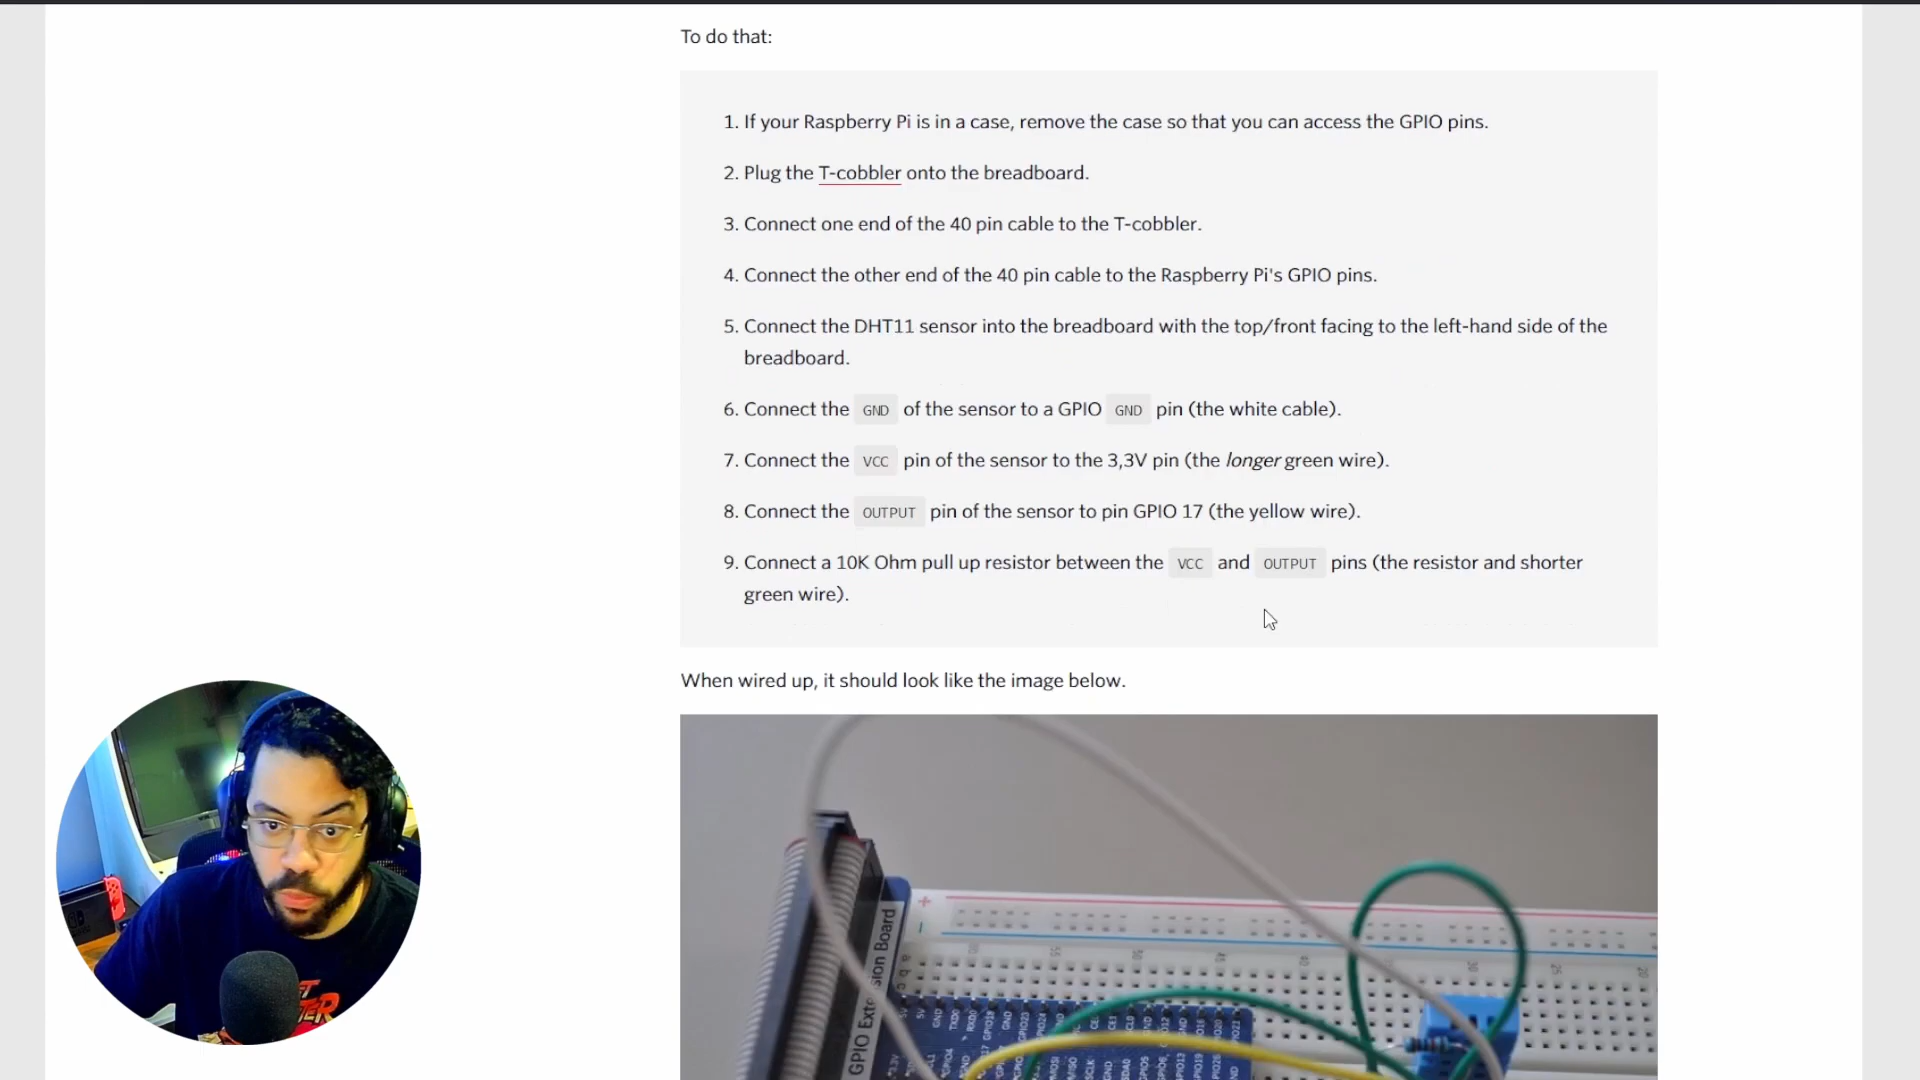 To do that:
1. If your Raspberry Pi is in a case, remove the case so that you can access the GPIO pins.
2. Plug the T-cobbler onto the breadboard.
3. Connect one end of the 40 pin cable to the T-cobbler.
4. Connect the other end of the 40 pin cable to the Raspberry Pi's GPIO pins.
5. Connect the DHT11 sensor into the breadboard with the top/front facing to the left-hand side of the
breadboard.
6. Connect the GND of the sensor to a GPIO GND pin (the white cable).
7. Connect the VCC pin of the sensor to the 3,3V pin (the longer green wire).
8. Connect the OUTPUT pin of the sensor to pin GPIO 17 (the yellow wire).
9. Connect a 10K Ohm pull up resistor between the VCC and OUTPUT pins (the resistor and shorter
green wire).
When wired up, it should look like the image below.
GPIO Extension Board